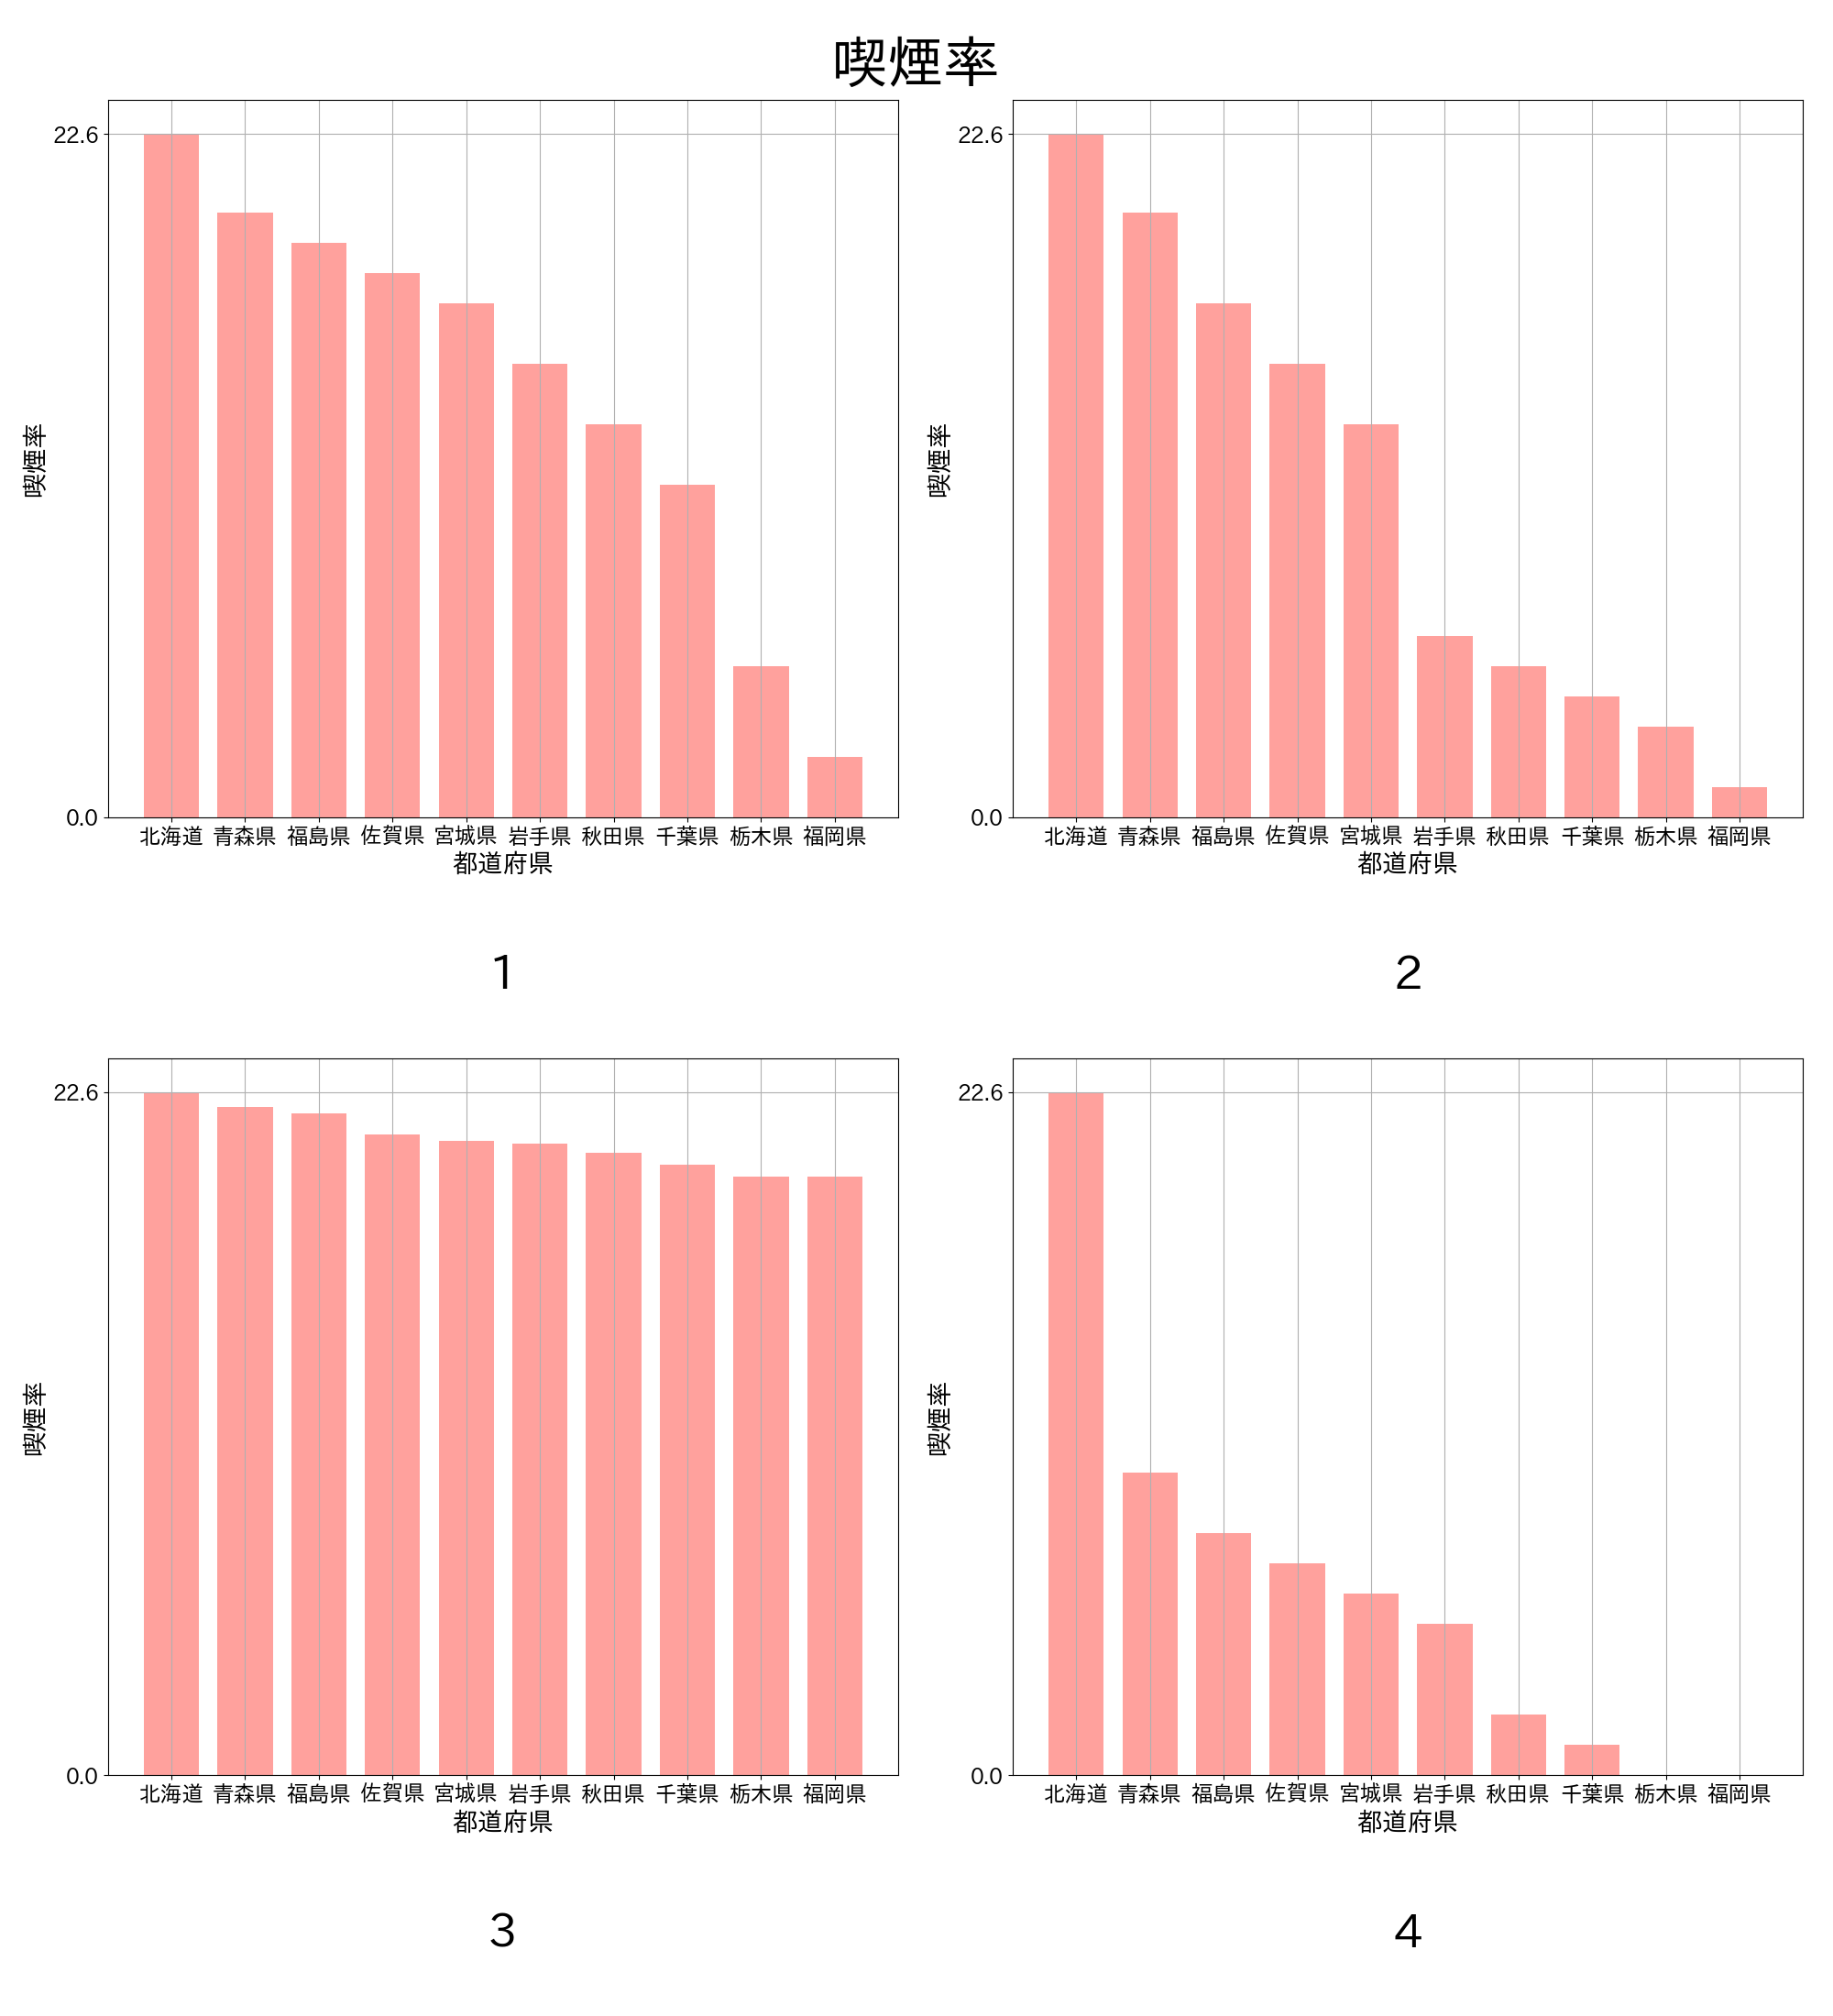 喫煙率
22.6
0.0
喫煙率
北海道 青森県 福島県 佐賀県 宮城県 岩手県 秋田県 千葉県 栃木県 福岡県
都道府県
1
22.6
0.0
喫煙率
北海道 青森県 福島県 佐賀県 宮城県 岩手県 秋田県 千葉県 栃木県 福岡県
都道府県
2
22.6
0.0
喫煙率
北海道 青森県 福島県 佐賀県 宮城県 岩手県 秋田県 千葉県 栃木県 福岡県
都道府県
3
22.6
0.0
喫煙率
北海道 青森県 福島県 佐賀県 宮城県 岩手県 秋田県 千葉県 栃木県 福岡県
都道府県
4